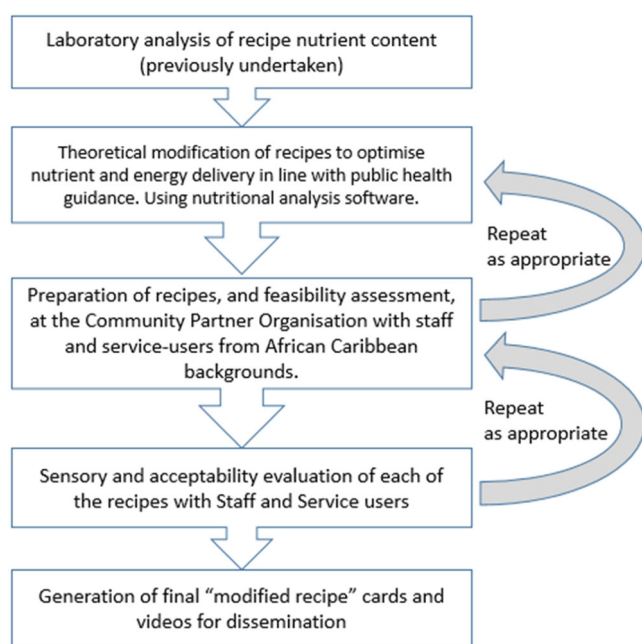 Laboratory analysis of recipe nutrient content
(previously undertaken)
Theoretical modification of recipes to optimise
nutrient and energy delivery in line with public health
guidance. Using nutritional analysis software.
Repeat
as appropriate
Preparation of recipes, and feasibility assessment,
at the Community Partner Organisation with staff
and service-users from African Caribbean
backgrounds.
Repeat
as appropriate
Sensory and acceptability evaluation of each of
the recipes with Staff and Service users
Generation of final “modified recipe” cards and
videos for dissemination